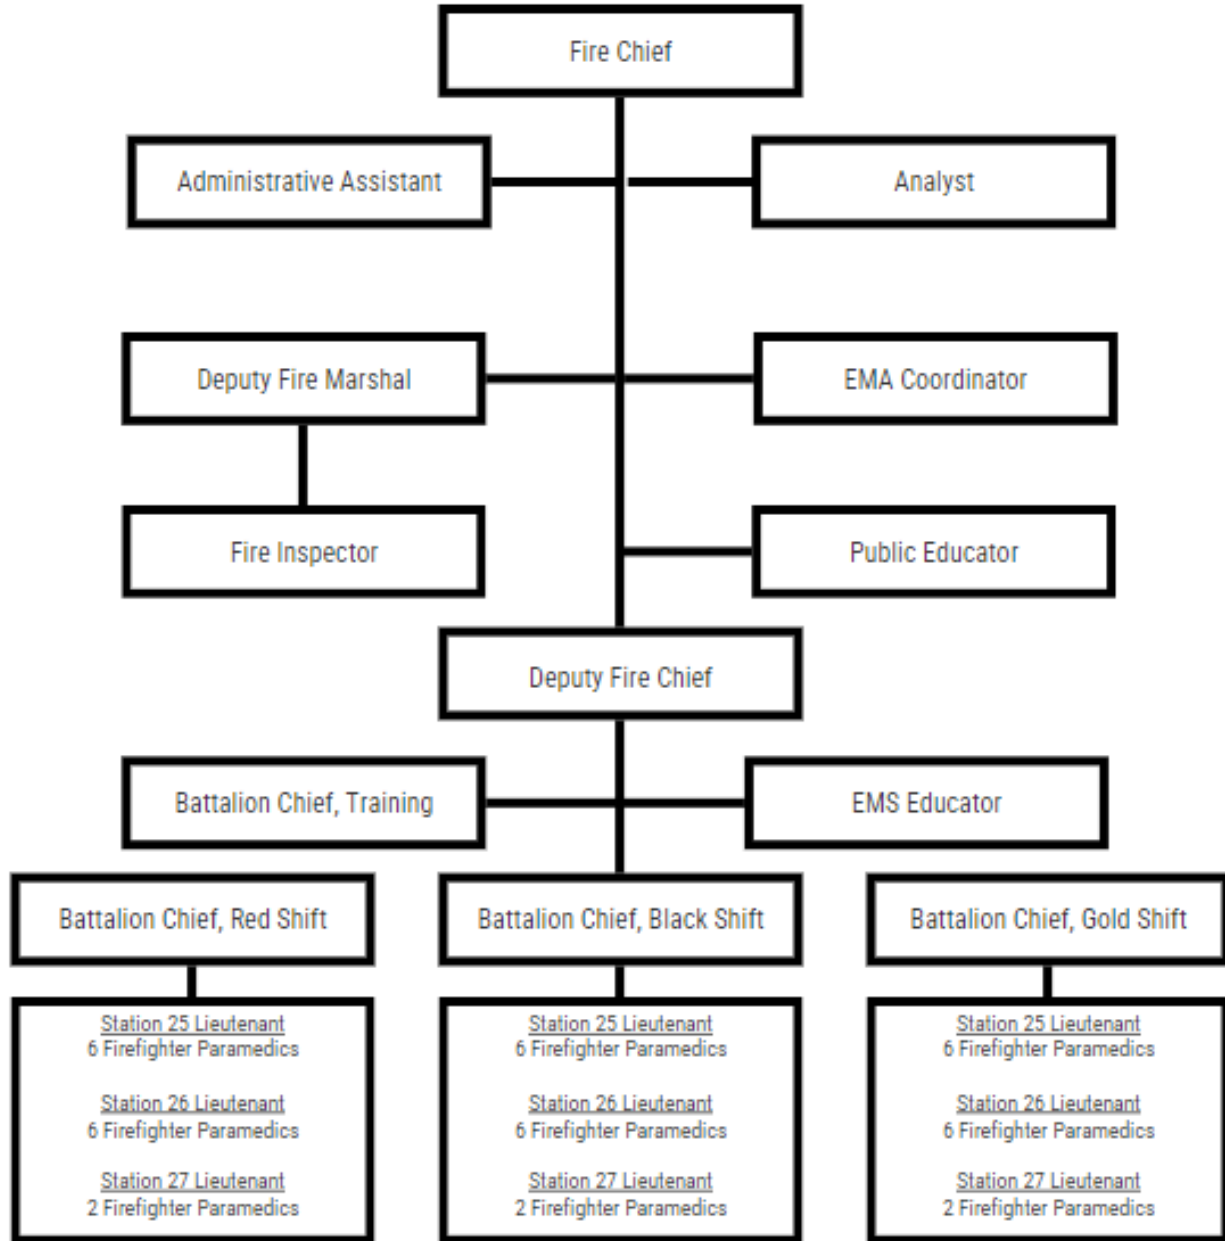 Fire Chief
Administrative Assistant
Analyst
Deputy Fire Marshal
EMA Coordinator
Fire Inspector
Public Educator
Deputy Fire Chief
Battalion Chief, Training
EMS Educator
Battalion Chief, Red Shift
Battalion Chief, Black Shift
Battalion Chief, Gold Shift
Station 25 Lieutenant
6 Firefighter Paramedics
Station 26 Lieutenant
6 Firefighter Paramedics
Station 27 Lieutenant
2 Firefighter Paramedics
Station 25 Lieutenant
6 Firefighter Paramedics
Station 26 Lieutenant
6 Firefighter Paramedics
Station 27 Lieutenant
2 Firefighter Paramedics
Station 25 Lieutenant
6 Firefighter Paramedics
Station 26 Lieutenant
6 Firefighter Paramedics
Station 27 Lieutenant
2 Firefighter Paramedics